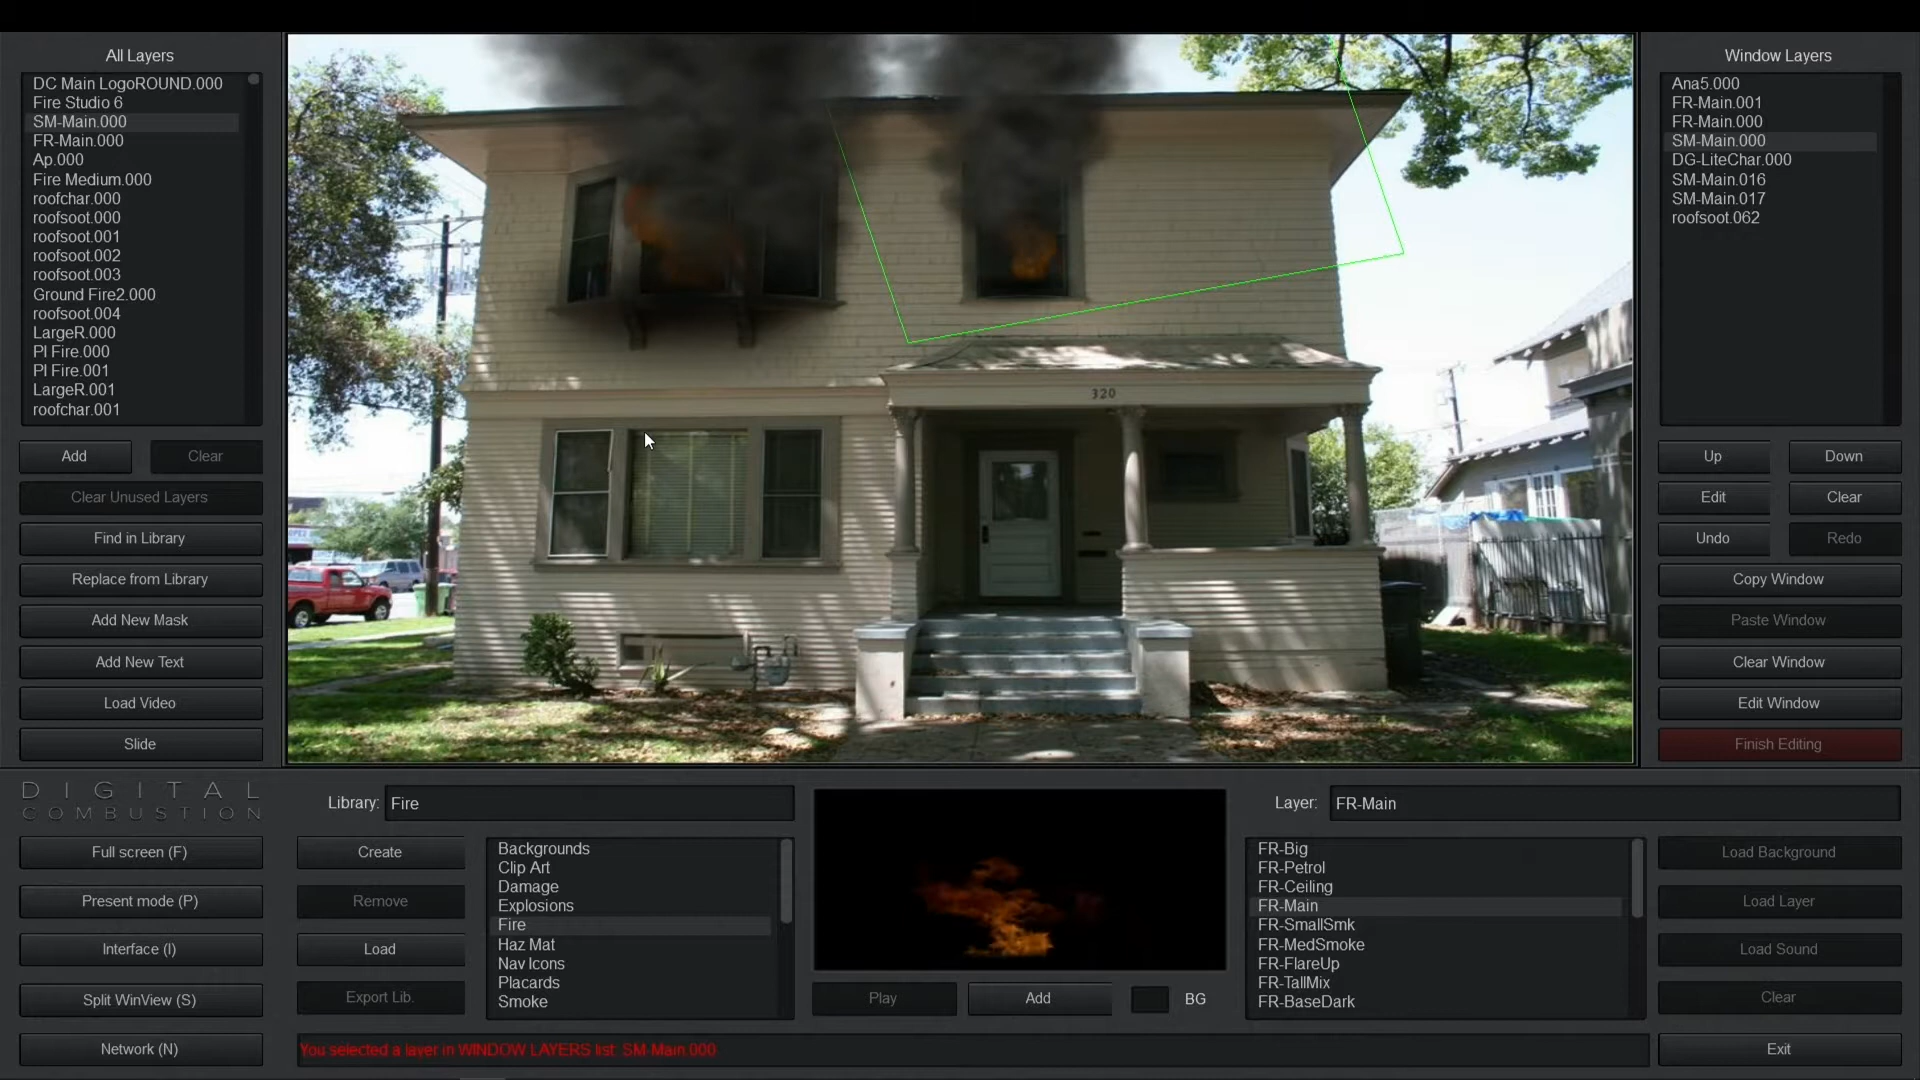 All Layers
DC Main LogoROUND.000
Fire Studio 6
SM-Main.000
FR-Main.000
Ap.000
Fire Medium.000
roofchar.000
roofsoot.000
roofsoot.001
roofsoot.002
roofsoot.003
Ground Fire2.000
roofsoot.004
LargeR.000
PI Fire.000
PI Fire.001
LargeR.001
roofchar.001
Add
Clear
Clear Unused Layers
Find in Library
Replace from Library
Add New Mask
Add New Text
Load Video
Slide
320
Window Layers
Ana5.000
FR-Main.001
FR-Main.000
SM-Main.000
DG-LiteChar.000
SM-Main.016
SM-Main.017
roofsoot.062
Up
Down
Edit
Clear
Undo
Redo
Copy Window
Paste Window
Clear Window
Edit Window
Finish Editing
DIGITAL
COMBUSTION
Full screen (F)
Present mode (P)
Interface (I)
Split WinView (S)
Network (N)
Library: Fire
Create
Remove
Load
Export Lib.
Backgrounds
Clip Art
Damage
Explosions
Fire
Haz Mat
Nav Icons
Placards
Smoke
Play
Add
BG
Layer: FR-Main
FR-Big
FR-Petrol
FR-Ceiling
FR-Main
FR-SmallSmk
FR-MedSmoke
FR-FlareUp
FR-TallMix
FR-BaseDark
Load Background
Load Layer
Load Sound
Clear
You selected a layer in WINDOW LAYERS list: SM-Main.000
Exit